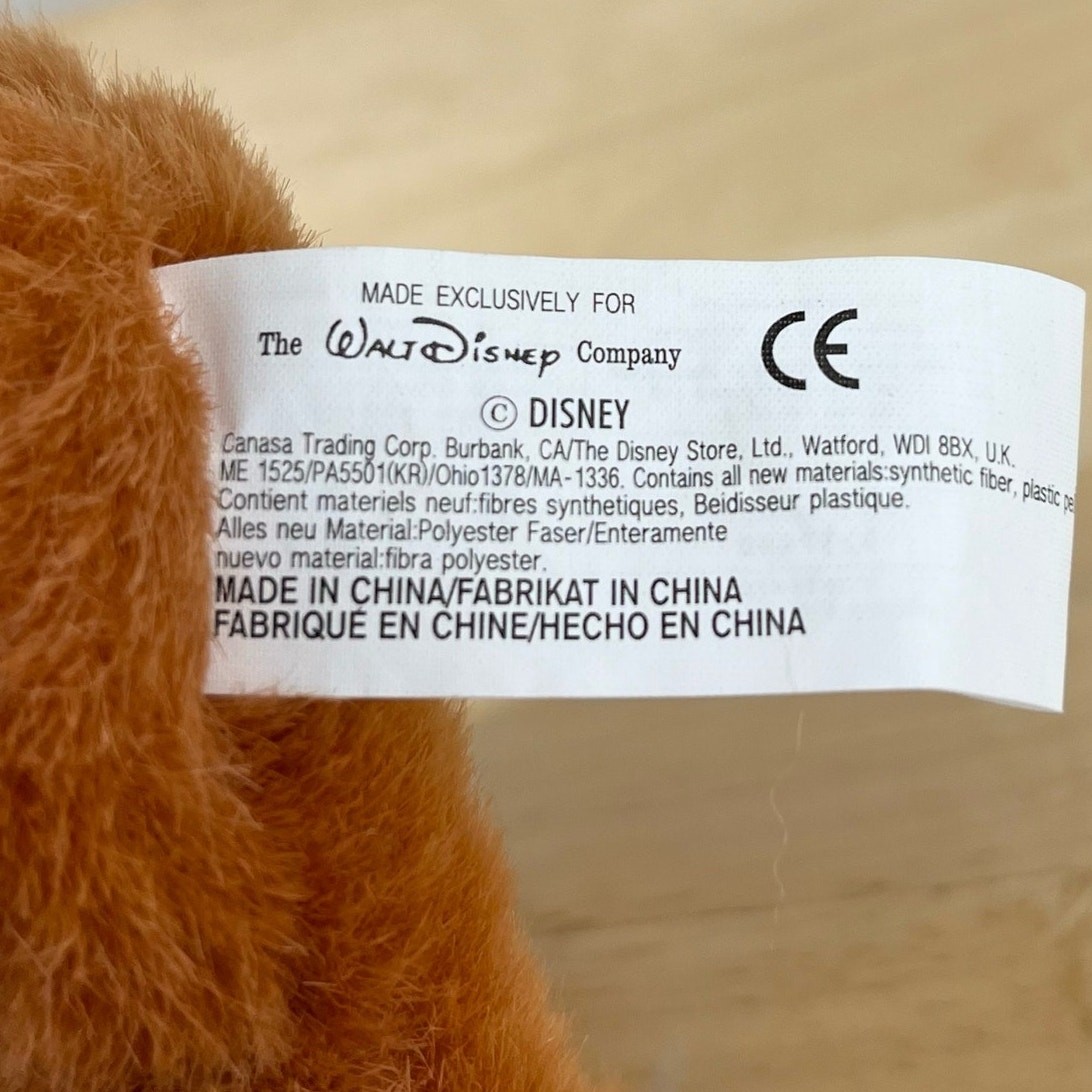 MADE EXCLUSIVELY FOR
The Walt Disney Company
CE
© DISNEY
Canasa Trading Corp. Burbank, CA/The Disney Store, Ltd., Watford, WDI 8BX, U.K.
ME 1525/PA5501(KR)/Ohio1378/MA-1336. Contains all new materials:synthetic fiber, plastic
Contient materiels neuf:fibres synthetiques, Beidisseur plastique.
Alles neu Material:Polyester Faser/Enteramente
nuevo material:fibra polyester.
MADE IN CHINA/FABRIKAT IN CHINA
FABRIQUÉ EN CHINE/HECHO EN CHINA